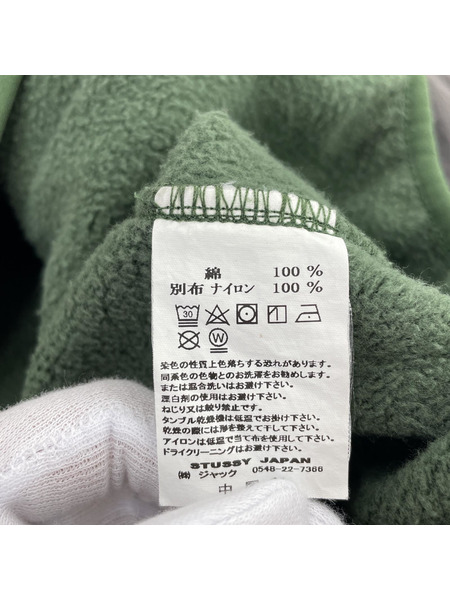 綿 100 %
別布 ナイロン 100 %
30
W
染色の性質上色落ちする恐れがあります。
同系色の色物とのお洗濯をお勧めします。
または混合洗いはお避け下さい。
漂白剤の使用はお避け下さい。
ねじり又は絞り禁止です。
タンブル乾燥機は低温でお掛け下さい。
乾燥の際には形を整えて干して下さい。
アイロンは低温で当て布を使用して下さい。
ドライクリーニングはお避け下さい。
STUSSY JAPAN
㈱ ジャック 0548-22-7366
中